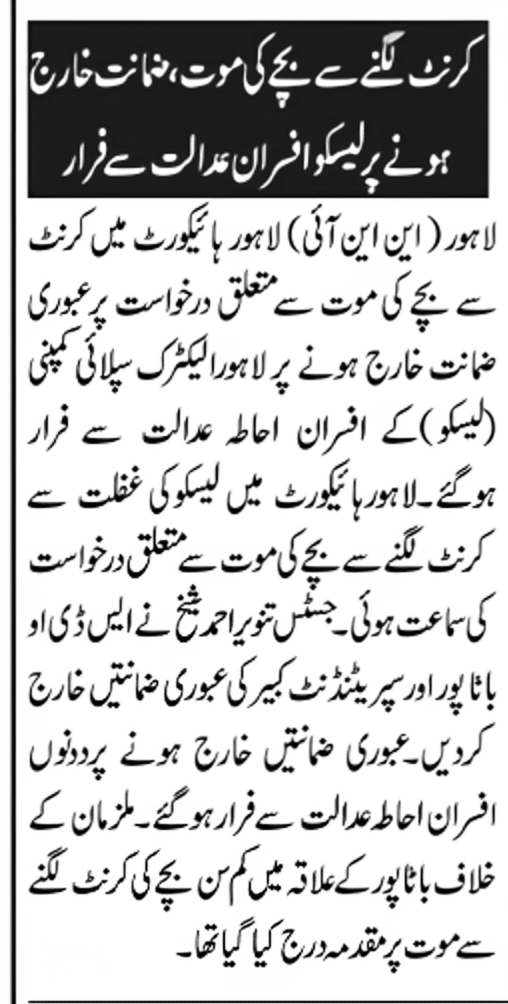 کرنٹ لگنے سے بچے کی موت، ضمانت خارج
ہونے پر لیسکو افسران عدالت سے فرار
لاہور (این این آئی) لاہور ہائیکورٹ میں کرنٹ
سے بچے کی موت سے متعلق درخواست پر عبوری
ضمانت خارج ہونے پر لاہور الیکٹرک سپلائی کمپنی
(لیسکو) کے افسران احاطہ عدالت سے فرار
ہوگئے۔ لاہور ہائیکورٹ میں لیسکو کی غفلت سے
کرنٹ لگنے سے بچے کی موت سے متعلق درخواست
کی سماعت ہوئی۔ جسٹس تنویر احمد شیخ نے ایس ڈی او
باٹا پور اور سپریٹنڈنٹ کبیر کی عبوری ضمانتیں خارج
کردیں۔ عبوری ضمانتیں خارج ہونے پر ددنوں
افسران احاطہ عدالت سے فرار ہوگئے۔ ملزمان کے
خلاف باٹا پور کے علاقہ میں کم سن بچے کی کرنٹ لگنے
سے موت پر مقدمہ درج کیا گیا تھا۔